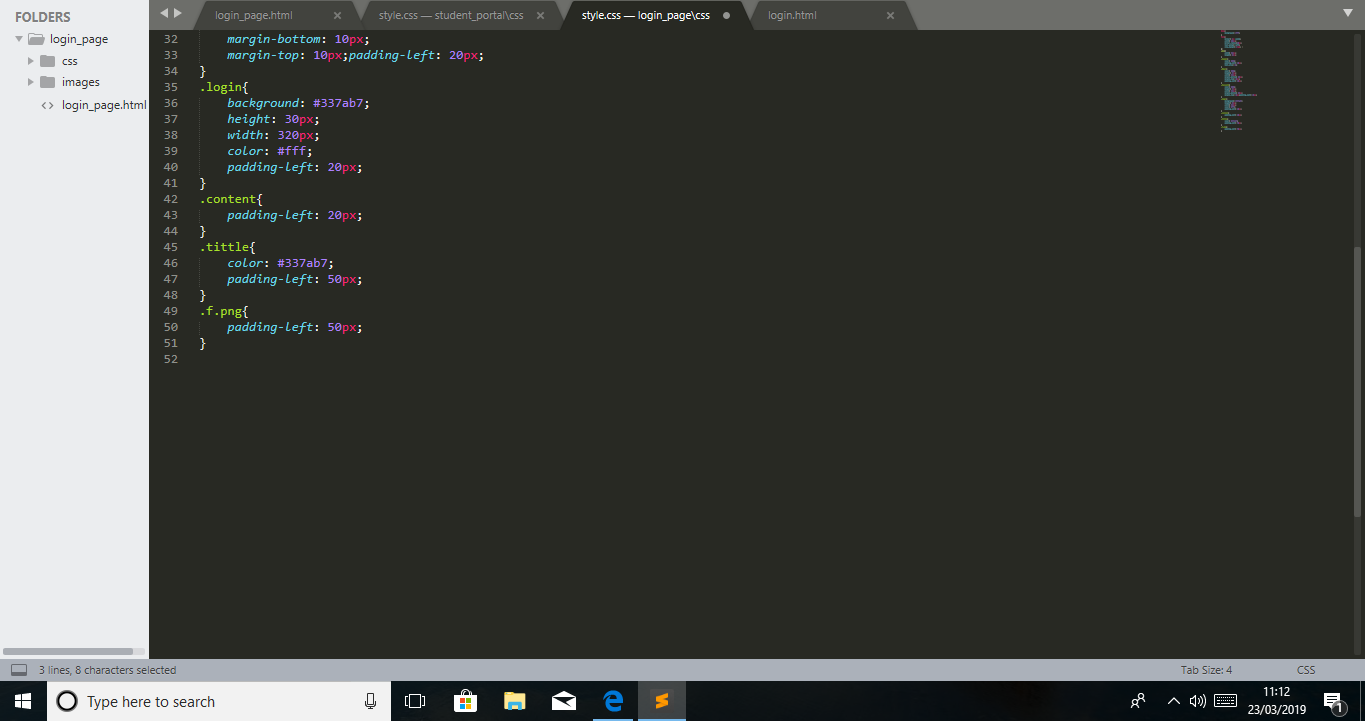 FOLDERS
login_page
css
images
login_page.html
login_page.html
style.css — student_portal\css
style.css — login_page\css
login.html
32 margin-bottom: 10px;
33 margin-top: 10px;padding-left: 20px;
34 }
35 .login{
36 background: #337ab7;
37 height: 30px;
38 width: 320px;
39 color: #fff;
40 padding-left: 20px;
41 }
42 .content{
43 padding-left: 20px;
44 }
45 .tittle{
46 color: #337ab7;
47 padding-left: 50px;
48 }
49 .f.png{
50 padding-left: 50px;
51 }
52
3 lines, 8 characters selected
Tab Size: 4
CSS
Type here to search
11:12
23/03/2019
1